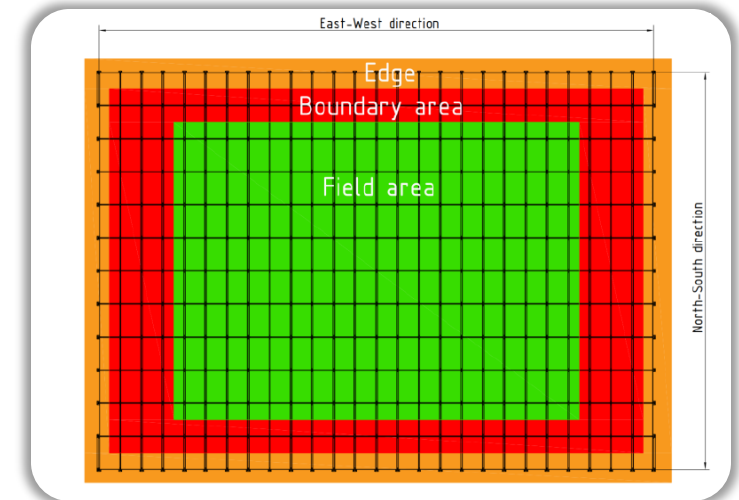 East-West direction
Edge
Boundary area
Field area
North-South direction